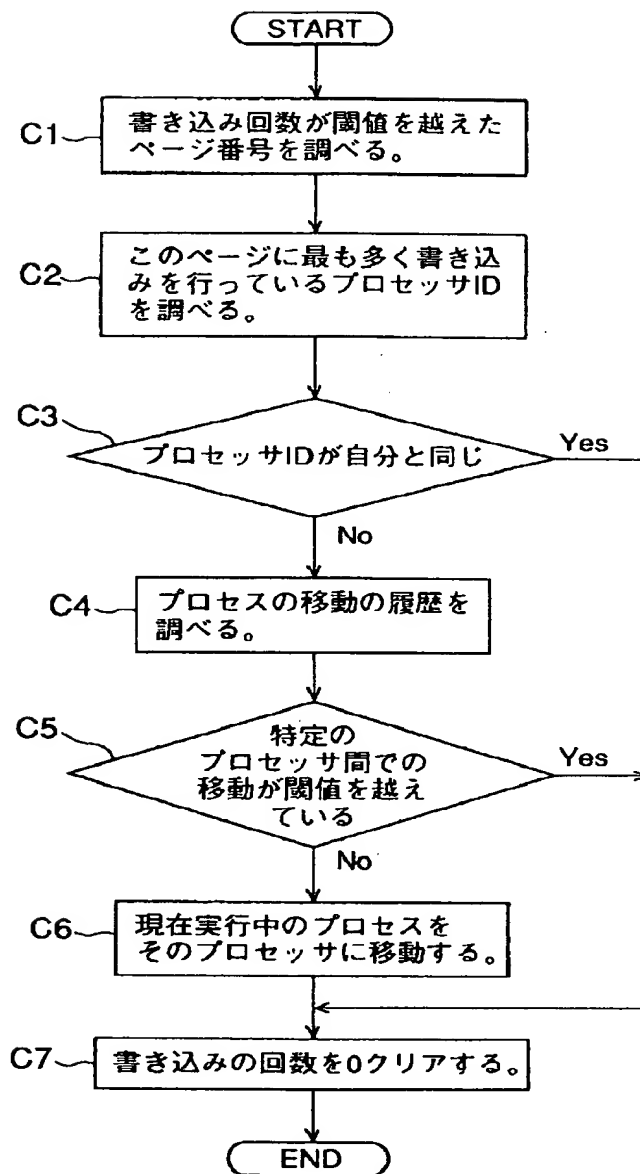 START
C1
書き込み回数が閾値を越えた
ページ番号を調べる。
C2
このページに最も多く書き込
みを行っているプロセッサID
を調べる。
C3
プロセッサIDが自分と同じ
Yes
No
C4
プロセスの移動の履歴を
調べる。
C5
特定の
プロセッサ間での
移動が閾値を越え
ている
Yes
No
C6
現在実行中のプロセスを
そのプロセッサに移動する。
C7
書き込みの回数を0クリアする。
END